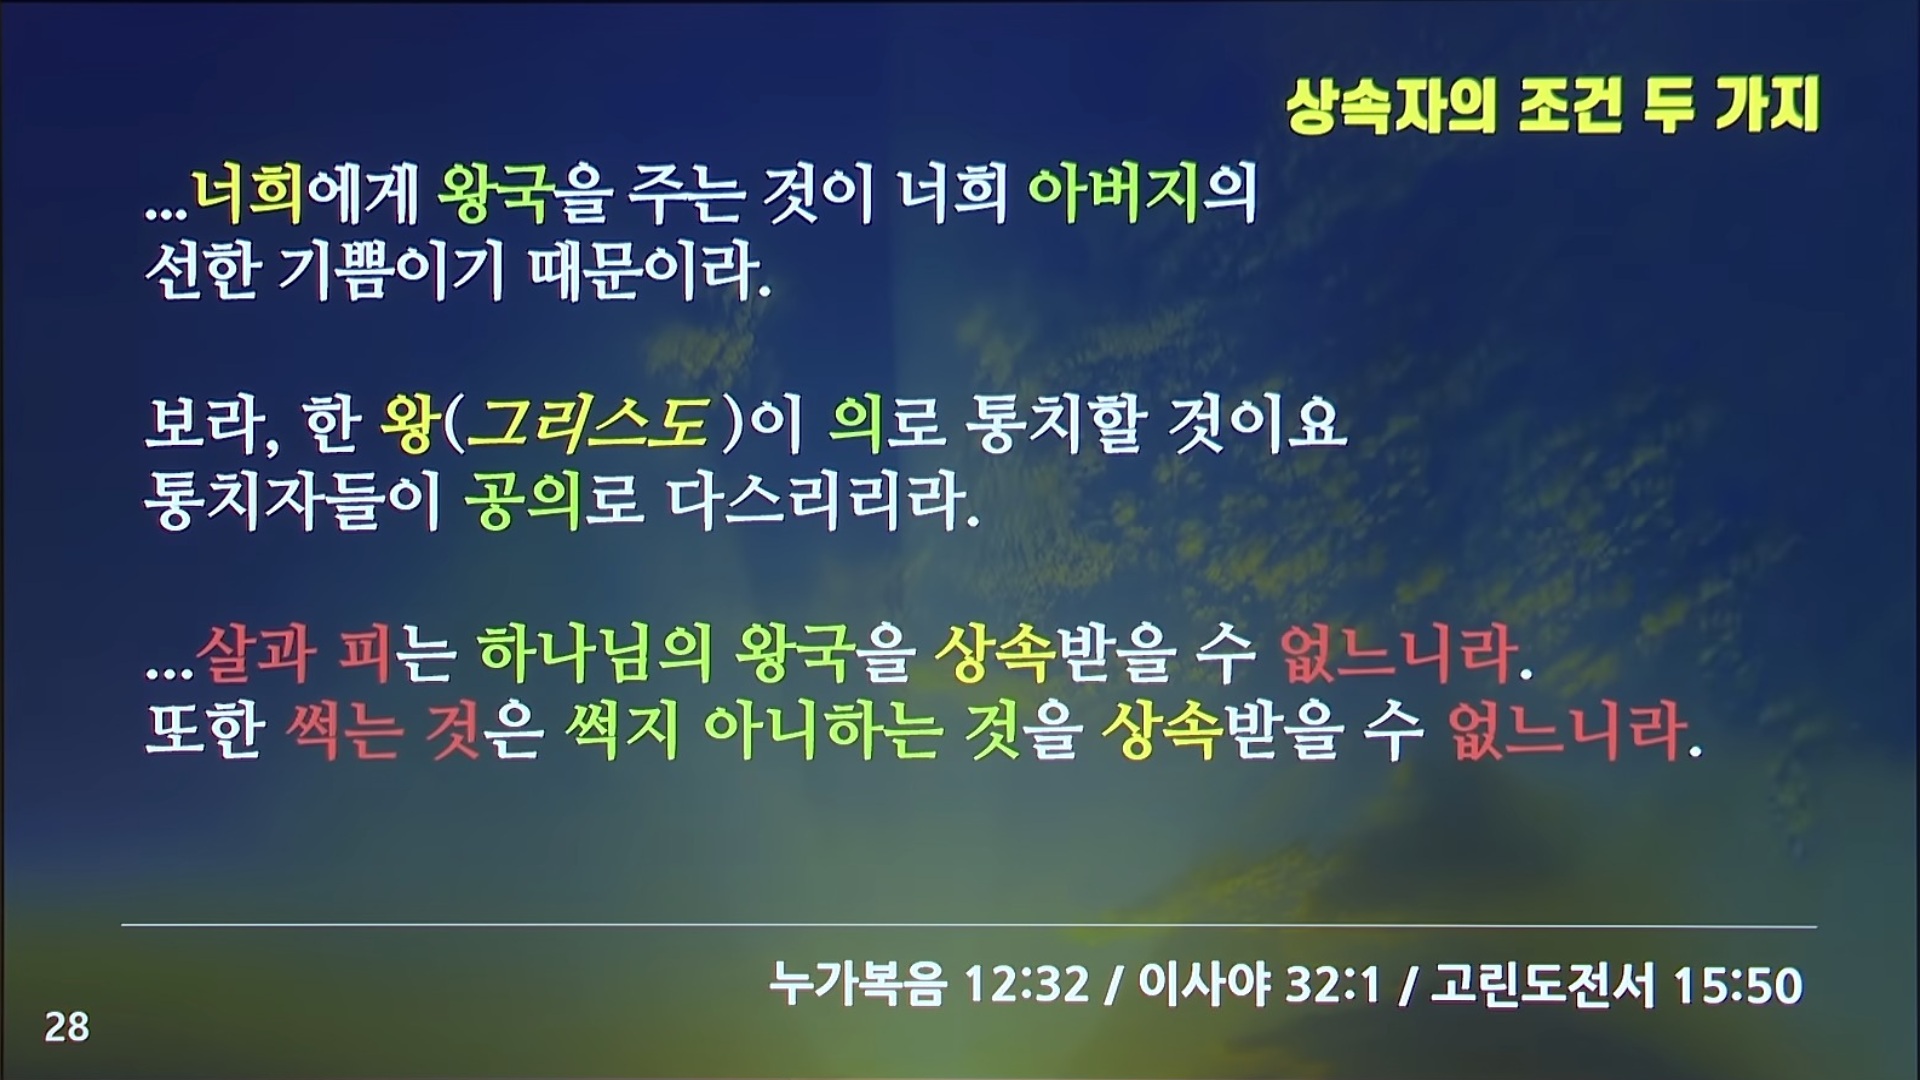 상속자의 조건 두 가지
...너희에게 왕국을 주는 것이 너희 아버지의
선한 기쁨이기 때문이라.
보라, 한 왕(그리스도)이 의로 통치할 것이요
통치자들이 공의로 다스리리라.
...살과 피는 하나님의 왕국을 상속받을 수 없느니라.
또한 썩는 것은 썩지 아니하는 것을 상속받을 수 없느니라.
누가복음 12:32 / 이사야 32:1 / 고린도전서 15:50
28